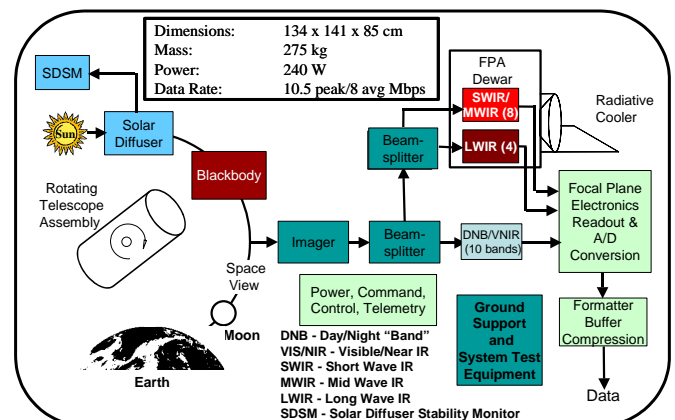 Dimensions: 134 x 141 x 85 cm
Mass: 275 kg
Power: 240 W
Data Rate: 10.5 peak/8 avg Mbps
SDSM
Sun
Solar
Diffuser
Blackbody
Rotating
Telescope
Assembly
Space
View
Moon
Earth
Imager
Beam-
splitter
Beam-
splitter
FPA
Dewar
SWIR/
MWIR (8)
LWIR (4)
Radiative
Cooler
DNB/VNIR
(10 bands)
Focal Plane
Electronics
Readout &
A/D
Conversion
Formatter
Buffer
Compression
Data
Power, Command,
Control, Telemetry
Ground
Support
and
System Test
Equipment
DNB - Day/Night “Band”
VIS/NIR - Visible/Near IR
SWIR - Short Wave IR
MWIR - Mid Wave IR
LWIR - Long Wave IR
SDSM - Solar Diffuser Stability Monitor